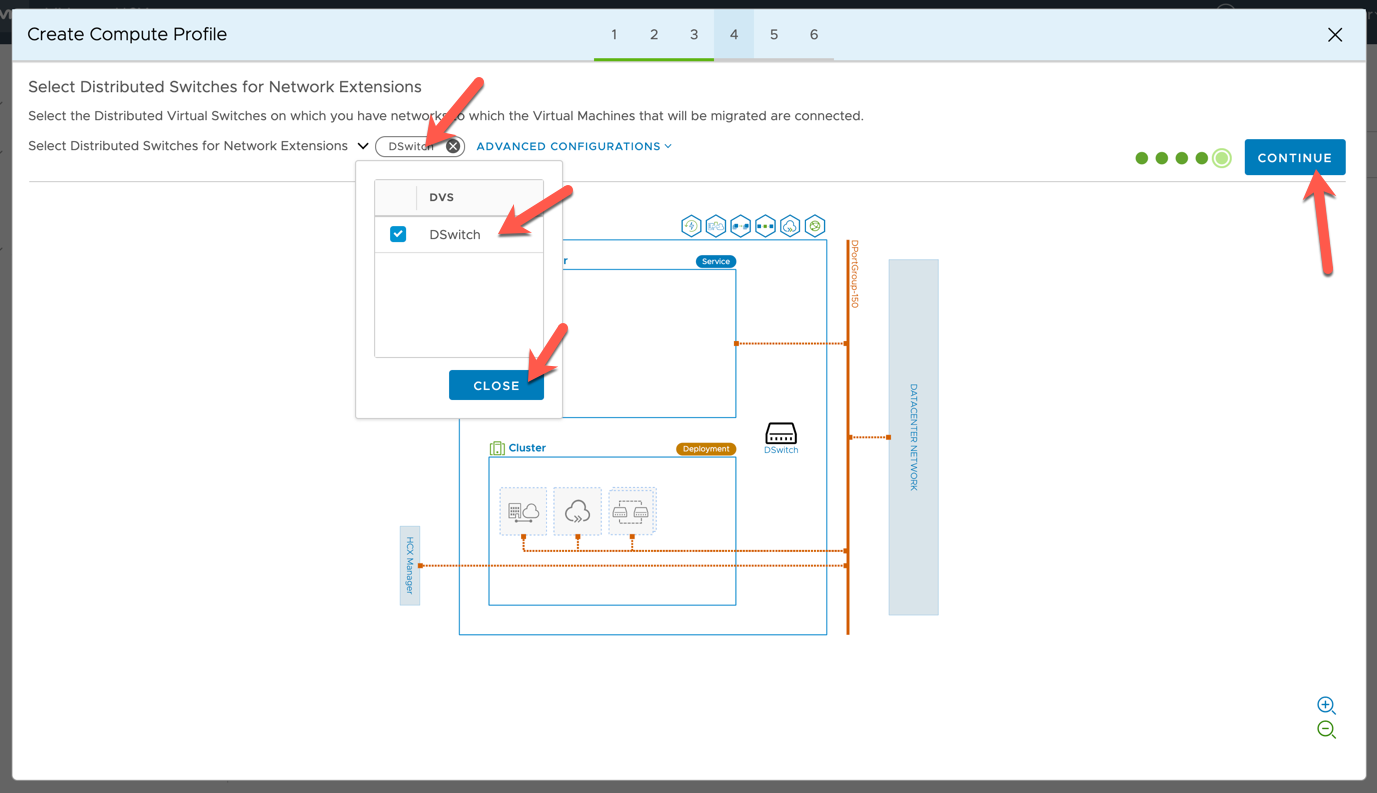 Create Compute Profile
1 2 3 4 5 6
Select Distributed Switches for Network Extensions
Select the Distributed Virtual Switches on which you have networks to which the Virtual Machines that will be migrated are connected.
Select Distributed Switches for Network Extensions
DSwitch
ADVANCED CONFIGURATIONS
CONTINUE
DVS
DSwitch
CLOSE
r
Service
DPortGroup-150
DATACENTER NETWORK
DSwitch
Cluster
Deployment
HCX Manager